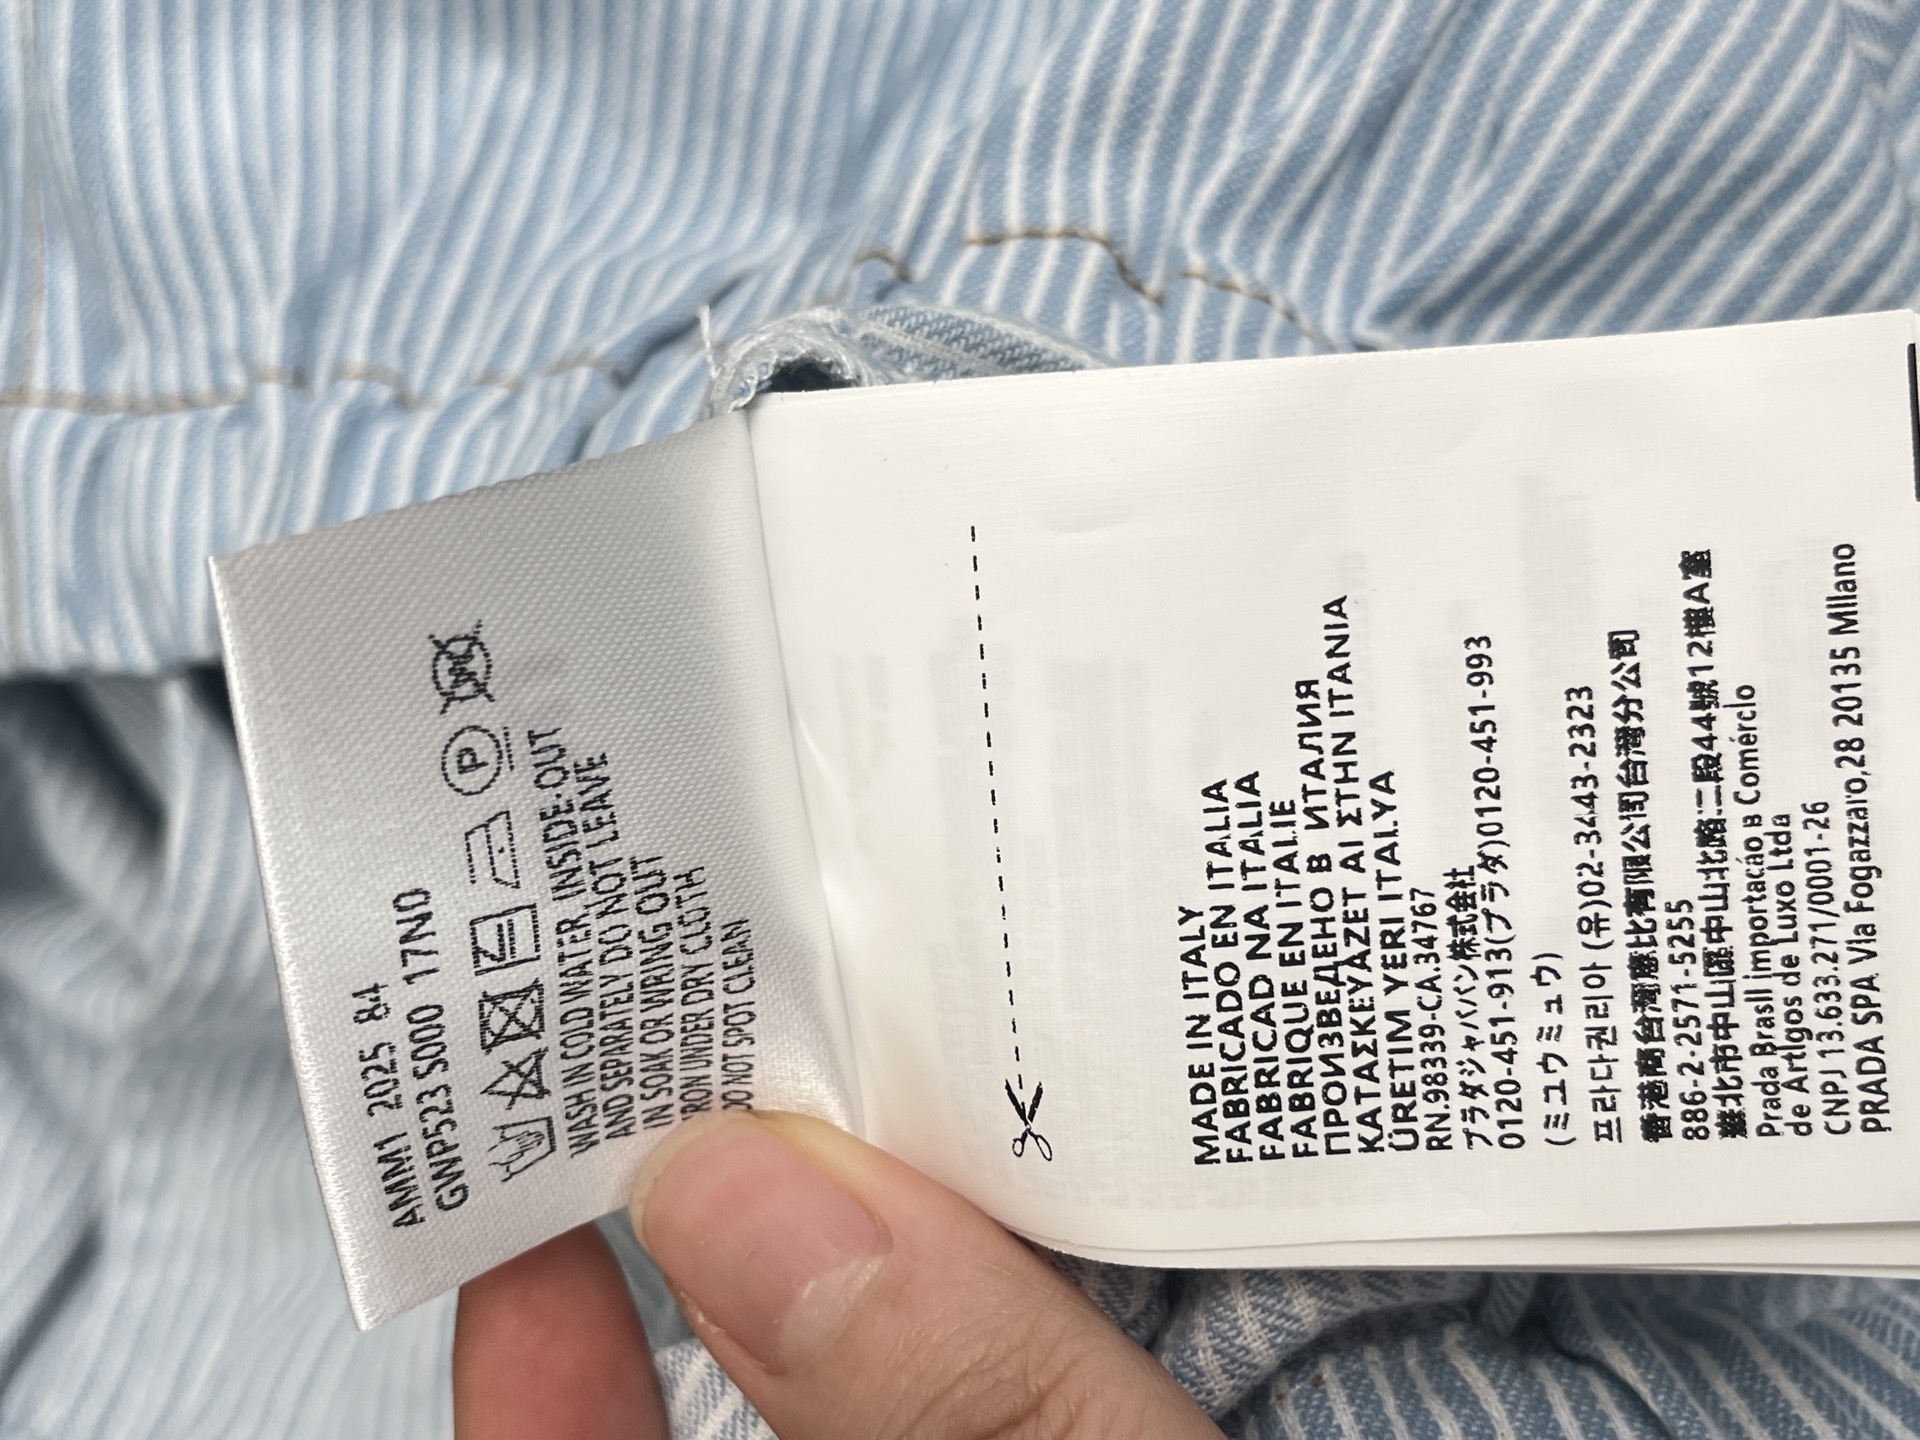 AMM1 2025 84
GWP523 S000 17ND
P
WASH IN COLD WATER, INSIDE-OUT
AND SEPARATELY DO NOT LEAVE
IN SOAK OR WRING OUT
IRON UNDER DRY CLOTH
DO NOT SPOT CLEAN
MADE IN ITALY
FABRICADO EN ITALIA
FABRICAD NA ITALIA
FABRIQUE EN ITALIE
ПРОИЗВЕДЕНО В ИТАЛИЯ
ΚΑΤΑΣΚΕΥΑΖΕΤ ΑΙ ΣΤΗΝ ΙΤΑΝΙΑ
ÜRETIM YERI ITALYA
RN.98339-CA.34767
プラダジャパバン株式会社
0120-451-913(プラダ)0120-451-993
(ミュウミュウ)
프라다코리아 (유)02-3443-2323
香港商台灣 比有限公司台灣分公司
886-2-2571-5255
臺北市中山區中山北路二段44號12樓A室
Prada Brasil importação в Comércio
de Artigos de Luxo Ltda
CNPJ 13.633.271/0001-26
PRADA SPA Via Fogazzaro,28 20135 MIlano